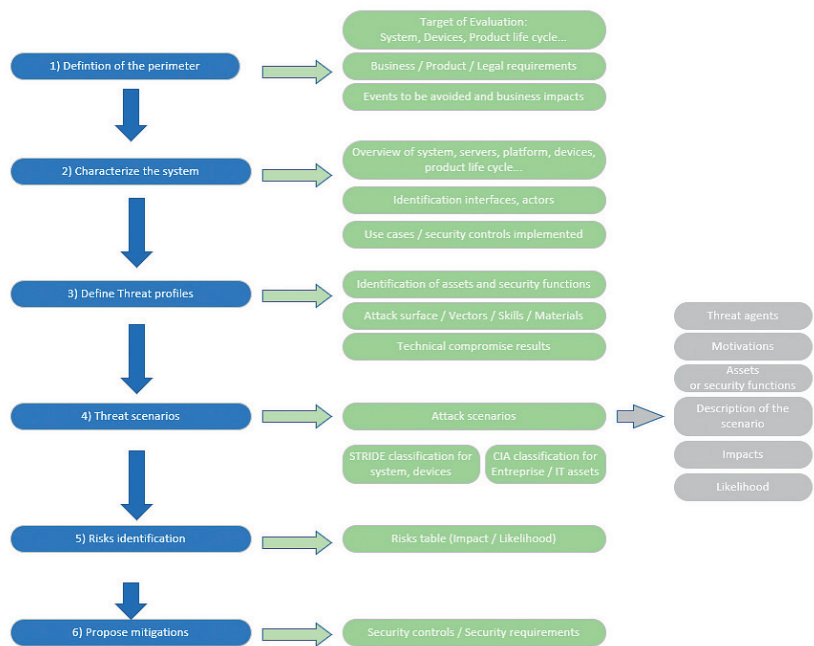 Target of Evaluation:
System, Devices, Product life cycle...
1) Defintion of the perimeter
Business / Product / Legal requirements
Events to be avoided and business impacts
Overview of system, servers, platform, devices,
product life cycle...
2) Characterize the system
Identification interfaces, actors
Use cases / security controls implemented
3) Define Threat profiles
Identification of assets and security functions
Attack surface / Vectors / Skills / Materials
Technical compromise results
4) Threat scenarios
Attack scenarios
STRIDE classification for
system, devices
CIA classification for
Entreprise / IT assets
Threat agents
Motivations
Assets
or security functions
Description of the
scenario
Impacts
Likelihood
5) Risks identification
Risks table (Impact / Likelihood)
6) Propose mitigations
Security controls / Security requirements